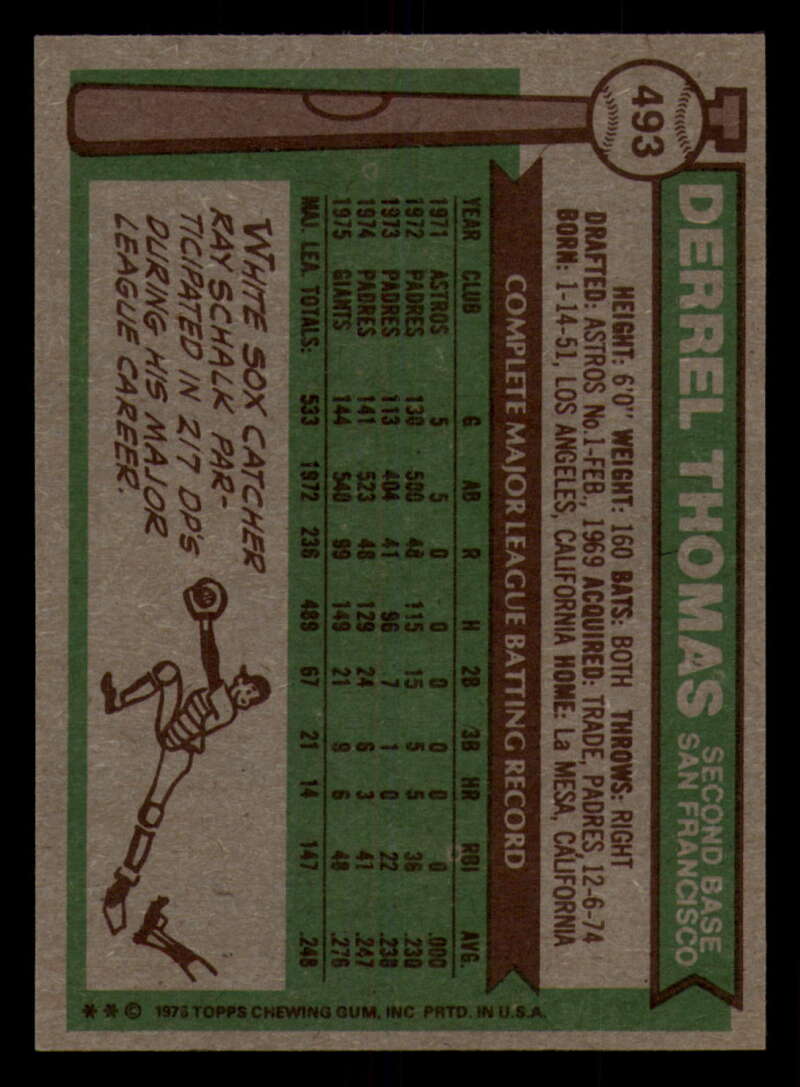 493
DERREL THOMAS
SECOND BASE
SAN FRANCISCO
HEIGHT: 6'0" WEIGHT: 160 BATS: BOTH THROWS: RIGHT
DRAFTED: ASTROS No.1-FEB., 1969 ACQUIRED: TRADE, PADRES 12-6-74
BORN: 1-14-51, LOS ANGELES, CALIFORNIA HOME: La MESA, CALIFORNIA
COMPLETE MAJOR LEAGUE BATTING RECORD
YEAR CLUB G AB R H 2B 3B HR RBI AVG.
1971 ASTROS 5 5 0 0 0 0 0 0 .000
1972 PADRES 130 500 48 115 15 5 5 36 .230
1973 PADRES 113 404 41 96 7 1 0 22 .238
1974 PADRES 141 523 48 129 24 6 3 41 .247
1975 GIANTS 144 540 99 149 21 9 6 48 .276
MAJ. LEA. TOTALS: 533 1972 236 489 67 21 14 147 .248
WHITE SOX CATCHER
RAY SCHALK PAR-
TICIPATED IN 217 DP'S
DURING HIS MAJOR
LEAGUE CAREER.
* * © 1976 TOPPS CHEWING GUM, INC PRTD. IN U.S.A.